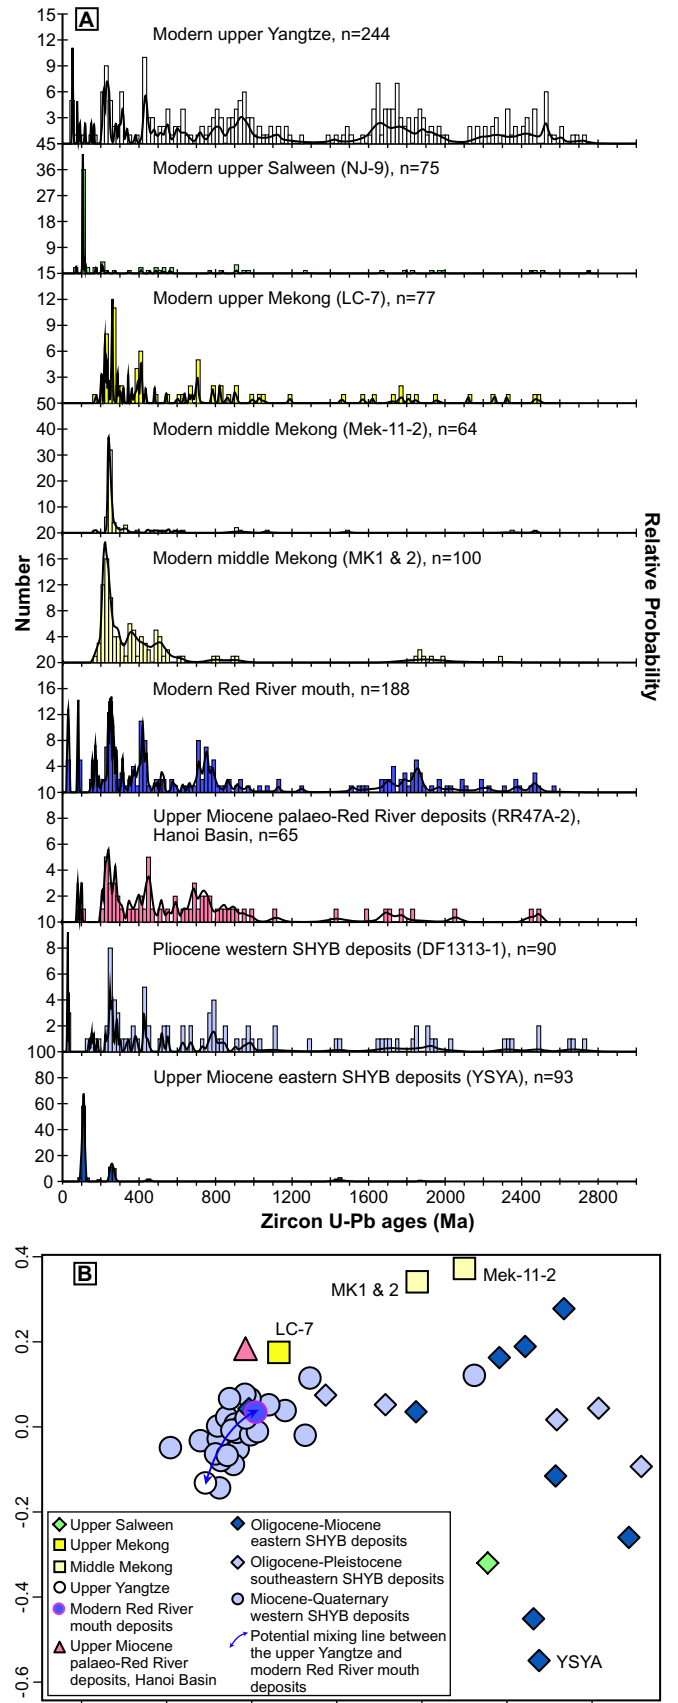 A
Modern upper Yangtze, n=244
15
12
9
6
3
45
Modern upper Salween (NJ-9), n=75
36
27
18
9
15
Modern upper Mekong (LC-7), n=77
12
9
6
3
50
Modern middle Mekong (Mek-11-2), n=64
40
30
20
10
20
Modern middle Mekong (MK1 & 2), n=100
16
12
8
4
20
Modern Red River mouth, n=188
16
12
8
4
10
Upper Miocene palaeo-Red River deposits (RR47A-2),
Hanoi Basin, n=65
8
6
4
2
10
Pliocene western SHYB deposits (DF1313-1), n=90
8
6
4
2
100
Upper Miocene eastern SHYB deposits (YSYA), n=93
80
60
40
20
0
Number
Relative Probability
0 400 800 1200 1600 2000 2400 2800
Zircon U-Pb ages (Ma)
B
0.4
0.2
0.0
-0.2
-0.4
-0.6
MK1 & 2
Mek-11-2
LC-7
YSYA
Upper Salween
Upper Mekong
Middle Mekong
Upper Yangtze
Modern Red River
mouth deposits
Upper Miocene
palaeo-Red River
deposits, Hanoi Basin
Oligocene-Miocene
eastern SHYB deposits
Oligocene-Pleistocene
southeastern SHYB deposits
Miocene-Quaternary
western SHYB deposits
Potential mixing line between
the upper Yangtze and
modern Red River mouth
deposits